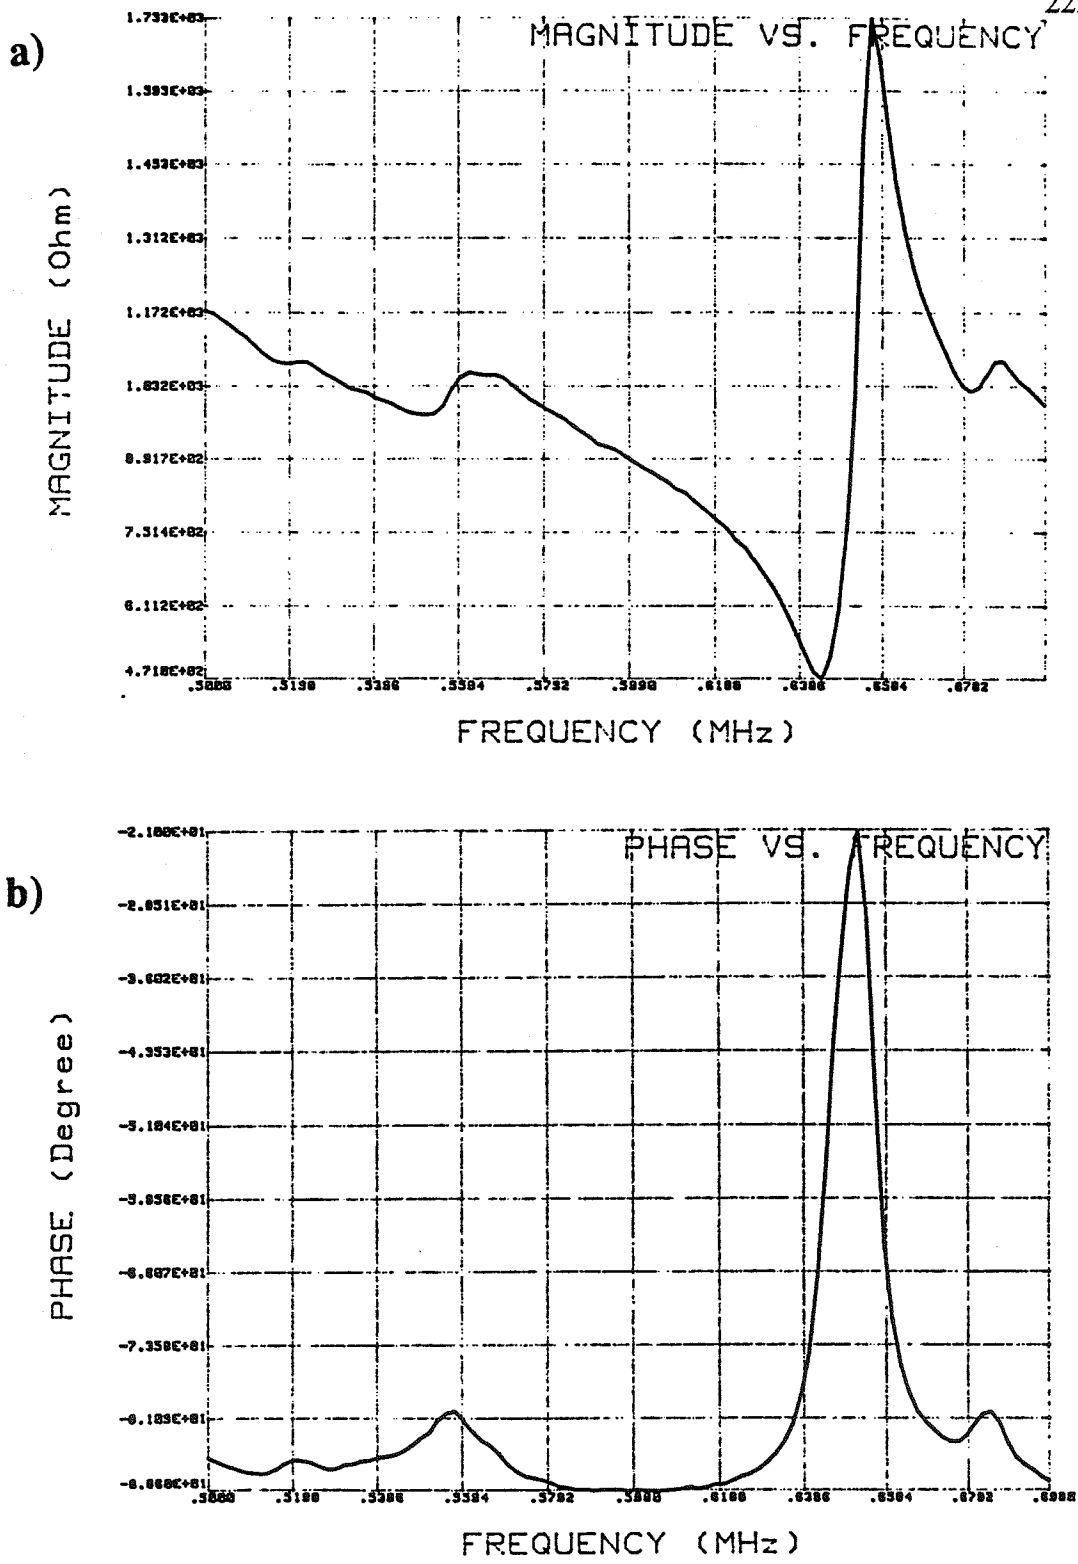 22
a)
MAGNITUDE VS. FREQUENCY
1.733E+03
1.593E+03
1.453E+03
1.312E+03
1.172E+03
1.032E+03
8.917E+02
7.514E+02
6.112E+02
4.710E+02
MAGNITUDE (Ohm)
.5000 .5198 .5396 .5594 .5792 .5990 .6188 .6386 .6584 .6782
FREQUENCY (MHz)
b)
PHASE VS. FREQUENCY
-2.100E+01
-2.851E+01
-3.602E+01
-4.353E+01
-5.104E+01
-5.856E+01
-6.607E+01
-7.358E+01
-8.109E+01
-8.860E+01
PHASE (Degree)
.5000 .5198 .5396 .5594 .5792 .5990 .6188 .6386 .6584 .6782 .6980
FREQUENCY (MHz)